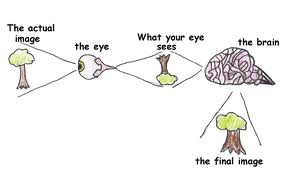 The actual
image
the eye
What your eye
sees
the brain
the final image